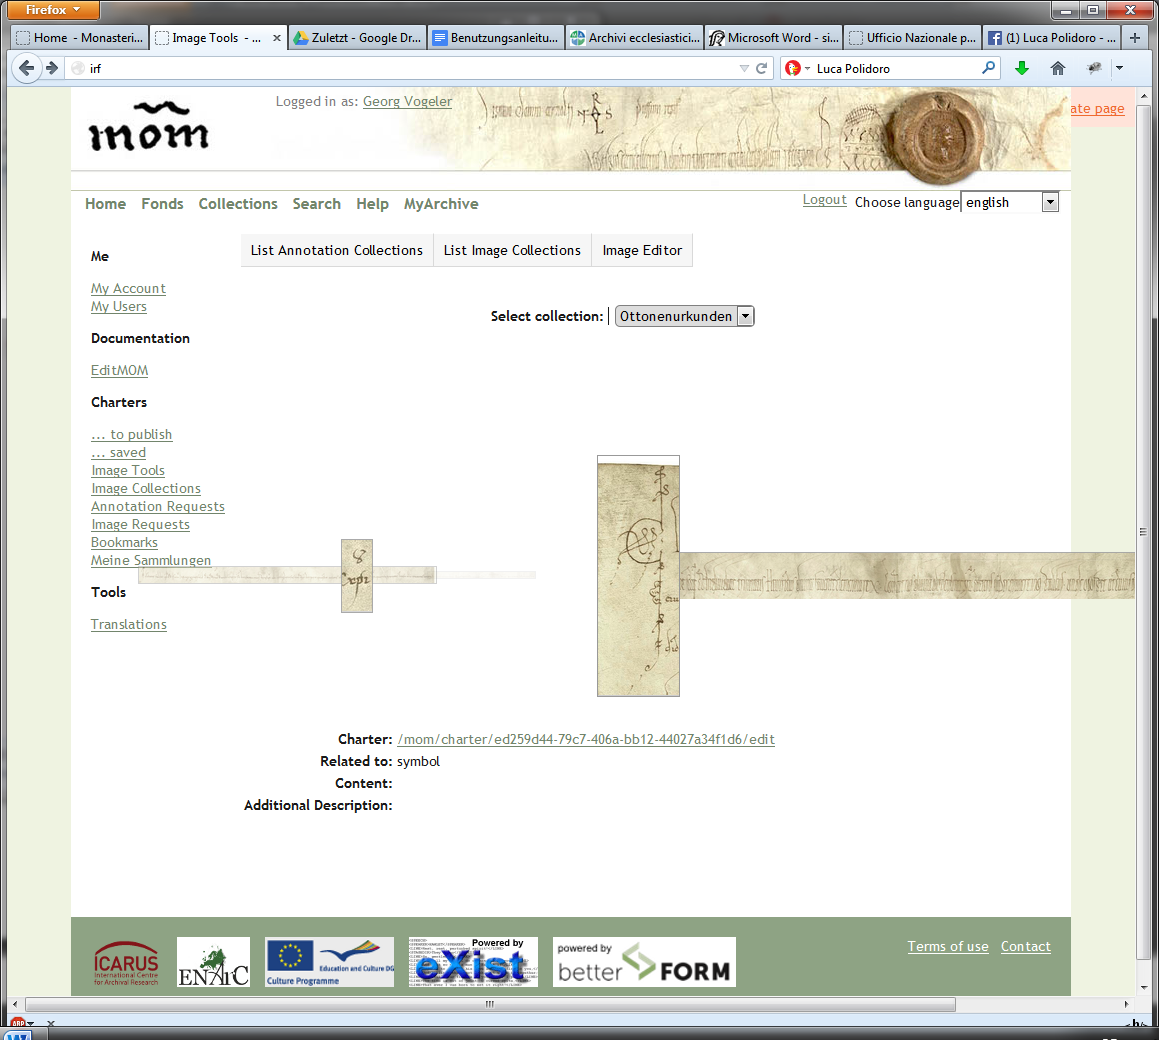 Firefox
Home - Monasteri...
Image Tools - ...
Zuletzt - Google Dr...
Benutzungsanleitu...
Archivi ecclesiastici...
Microsoft Word - si...
Ufficio Nazionale p...
(1) Luca Polidoro - ...
irf
Luca Polidoro
mom
Logged in as: Georg Vogeler
ate page
Home Fonds Collections Search Help MyArchive
Logout Choose language english
List Annotation Collections List Image Collections Image Editor
Select collection: Ottonenurkunden
Me
My Account
My Users
Documentation
EditMOM
Charters
... to publish
... saved
Image Tools
Image Collections
Annotation Requests
Image Requests
Bookmarks
Meine Sammlungen
Tools
Translations
Charter: /mom/charter/ed259d44-79c7-406a-bb12-44027a34f1d6/edit
Related to: symbol
Content:
Additional Description:
ICARUS
International Centre
for Archival Research
ENArC
Education and Culture DG
Culture Programme
Powered by
eXist
powered by
better FORM
Terms of use Contact
ABP